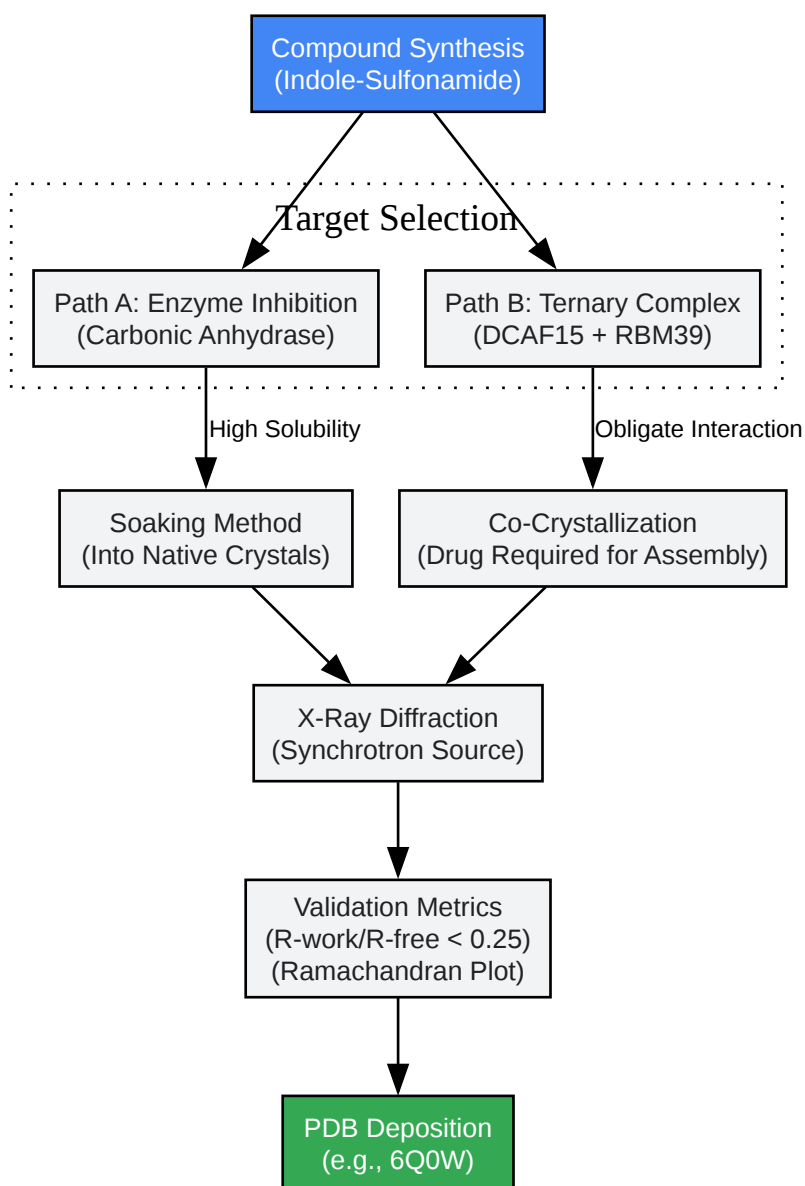 Compound Synthesis
(Indole-Sulfonamide)
Target Selection
Path A: Enzyme Inhibition
(Carbonic Anhydrase)
Path B: Ternary Complex
(DCAF15 + RBM39)
High Solubility
Obligate Interaction
Soaking Method
(Into Native Crystals)
Co-Crystallization
(Drug Required for Assembly)
X-Ray Diffraction
(Synchrotron Source)
Validation Metrics
(R-work/R-free < 0.25)
(Ramachandran Plot)
PDB Deposition
(e.g., 6Q0W)